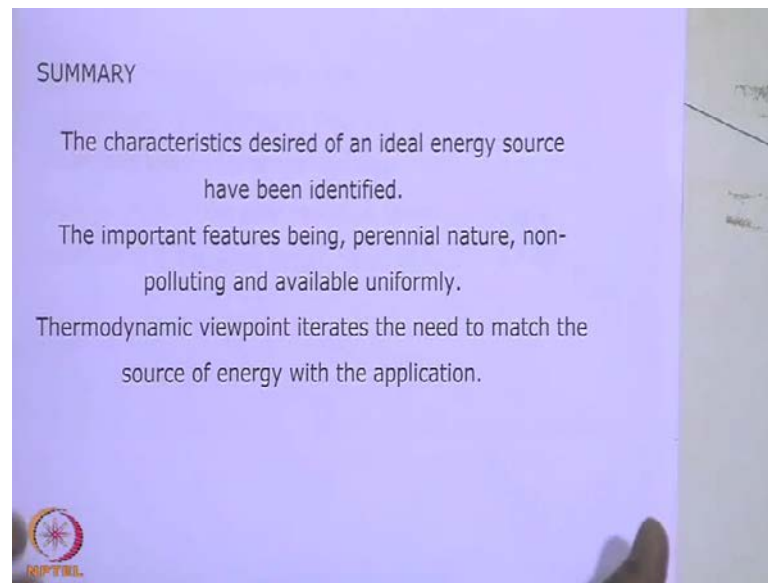 SUMMARY
The characteristics desired of an ideal energy source
have been identified.
The important features being, perennial nature, non-
polluting and available uniformly.
Thermodynamic viewpoint iterates the need to match the
source of energy with the application.
NPTEL